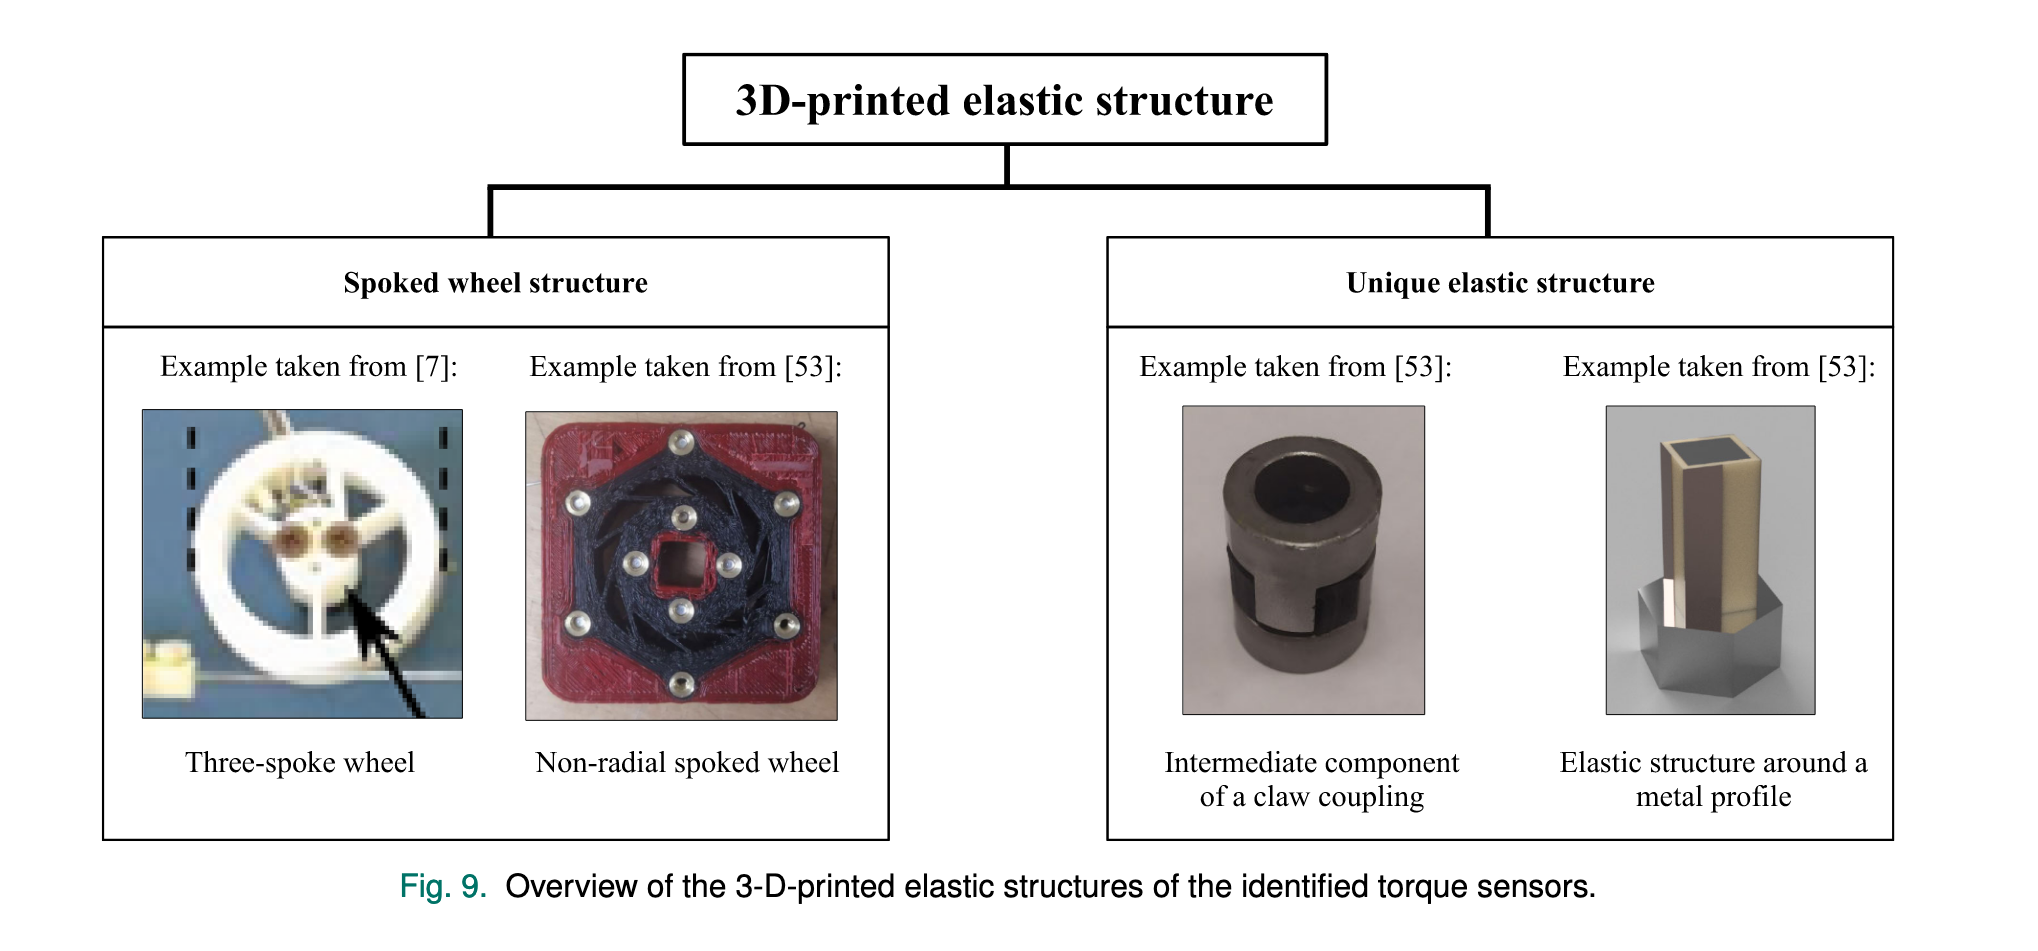 3D-printed elastic structure
Spoked wheel structure
Example taken from [7]:
Example taken from [53]:
Three-spoke wheel
Non-radial spoked wheel
Unique elastic structure
Example taken from [53]:
Example taken from [53]:
Intermediate component
of a claw coupling
Elastic structure around a
metal profile
Fig. 9. Overview of the 3-D-printed elastic structures of the identified torque sensors.